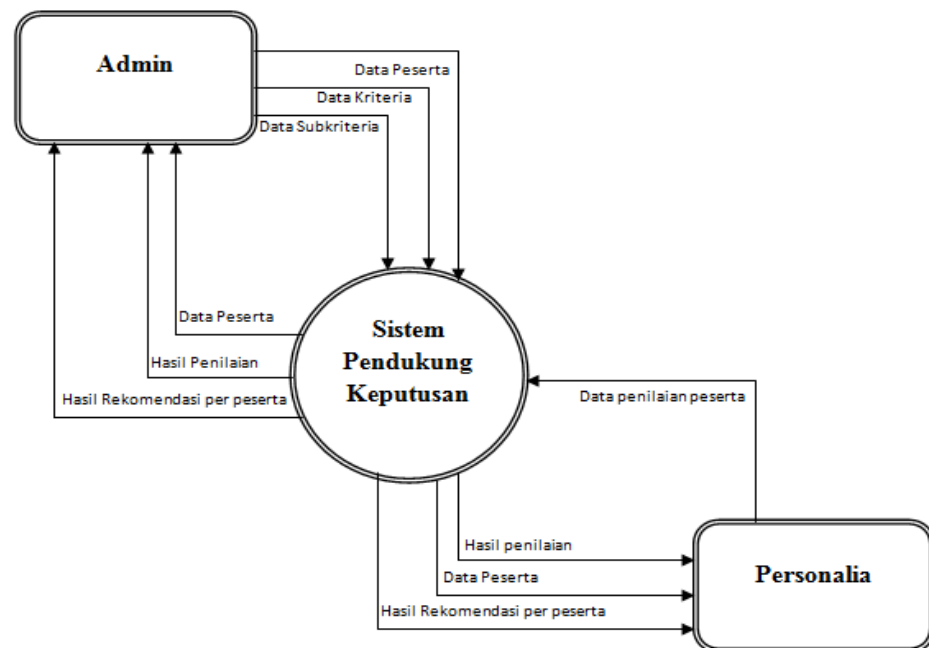 Admin
Data Peserta
Data Kriteria
Data Subkriteria
Data Peserta
Hasil Penilaian
Hasil Rekomendasi per peserta
Sistem
Pendukung
Keputusan
Data penilaian peserta
Hasil penilaian
Data Peserta
Hasil Rekomendasi per peserta
Personalia